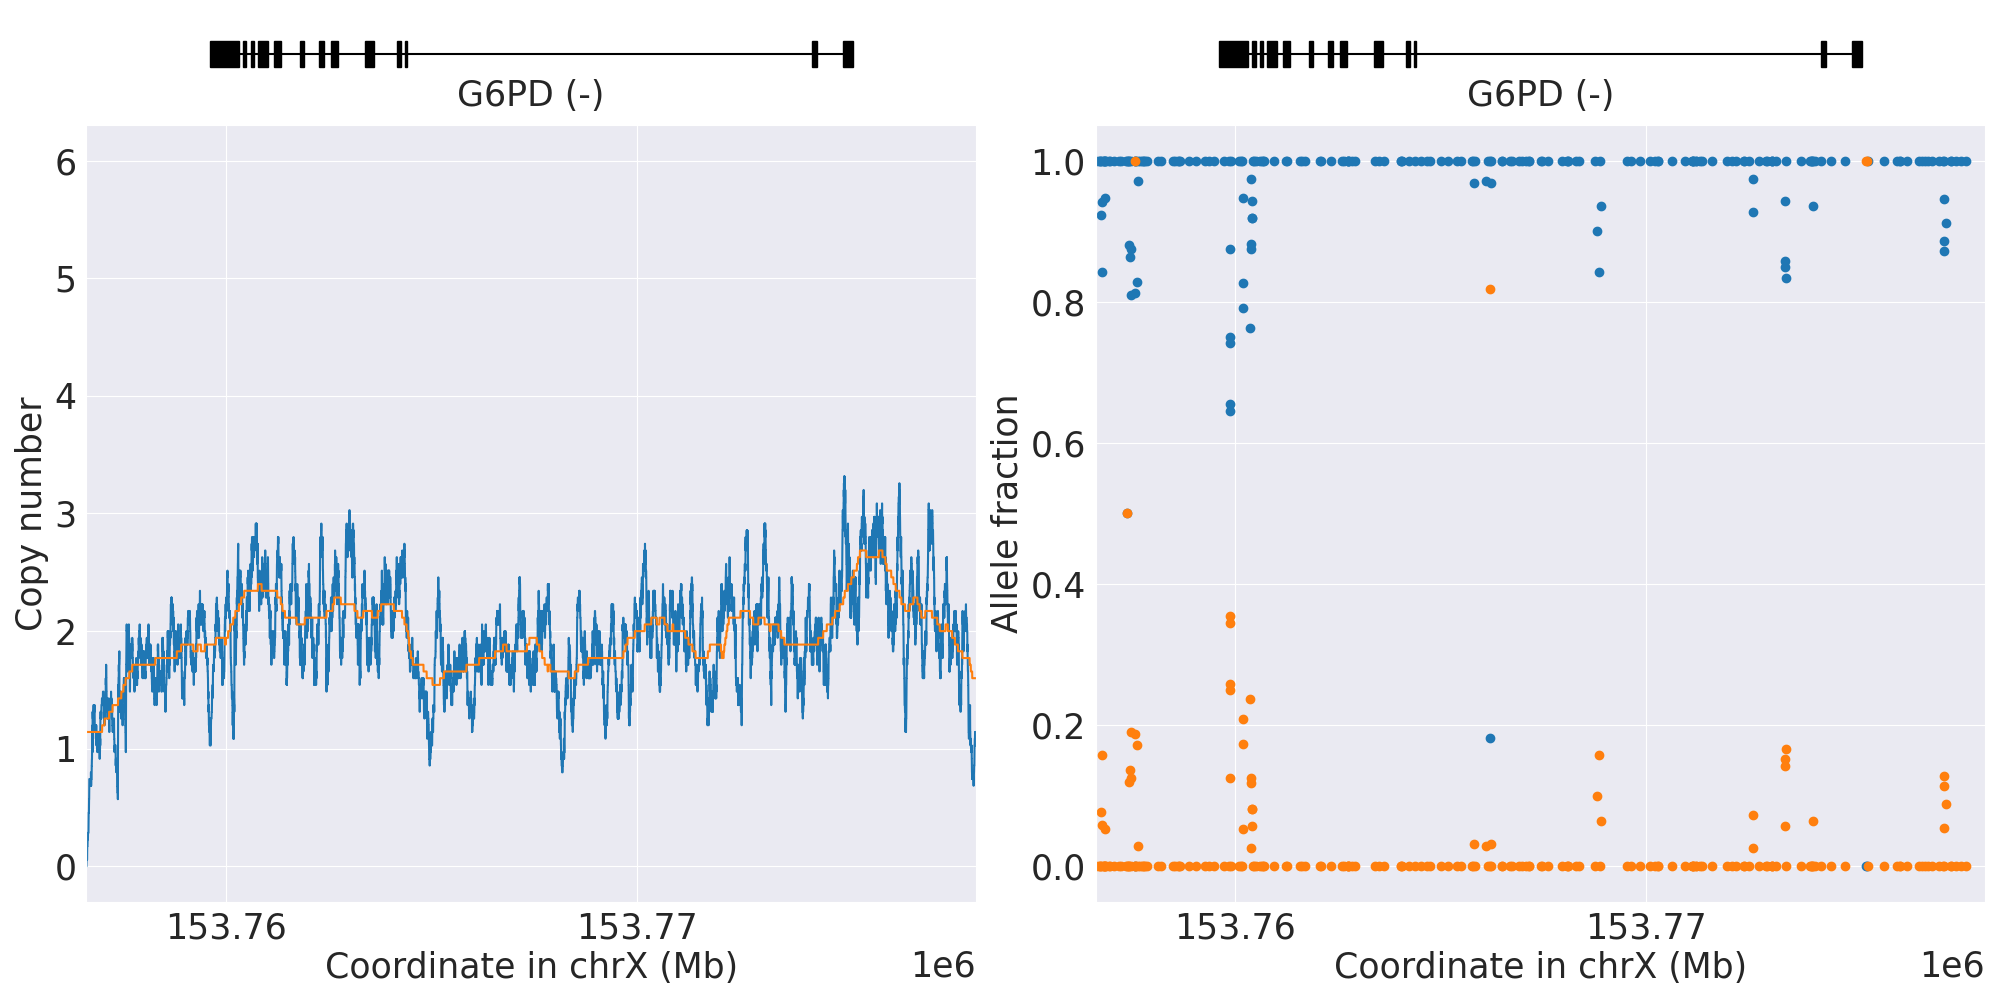 G6PD (-)
6
5
4
3
2
1
0
Copy number
153.76
153.77
Coordinate in chrX (Mb)
1e6
G6PD (-)
1.0
0.8
0.6
0.4
0.2
0.0
Allele fraction
153.76
153.77
Coordinate in chrX (Mb)
1e6